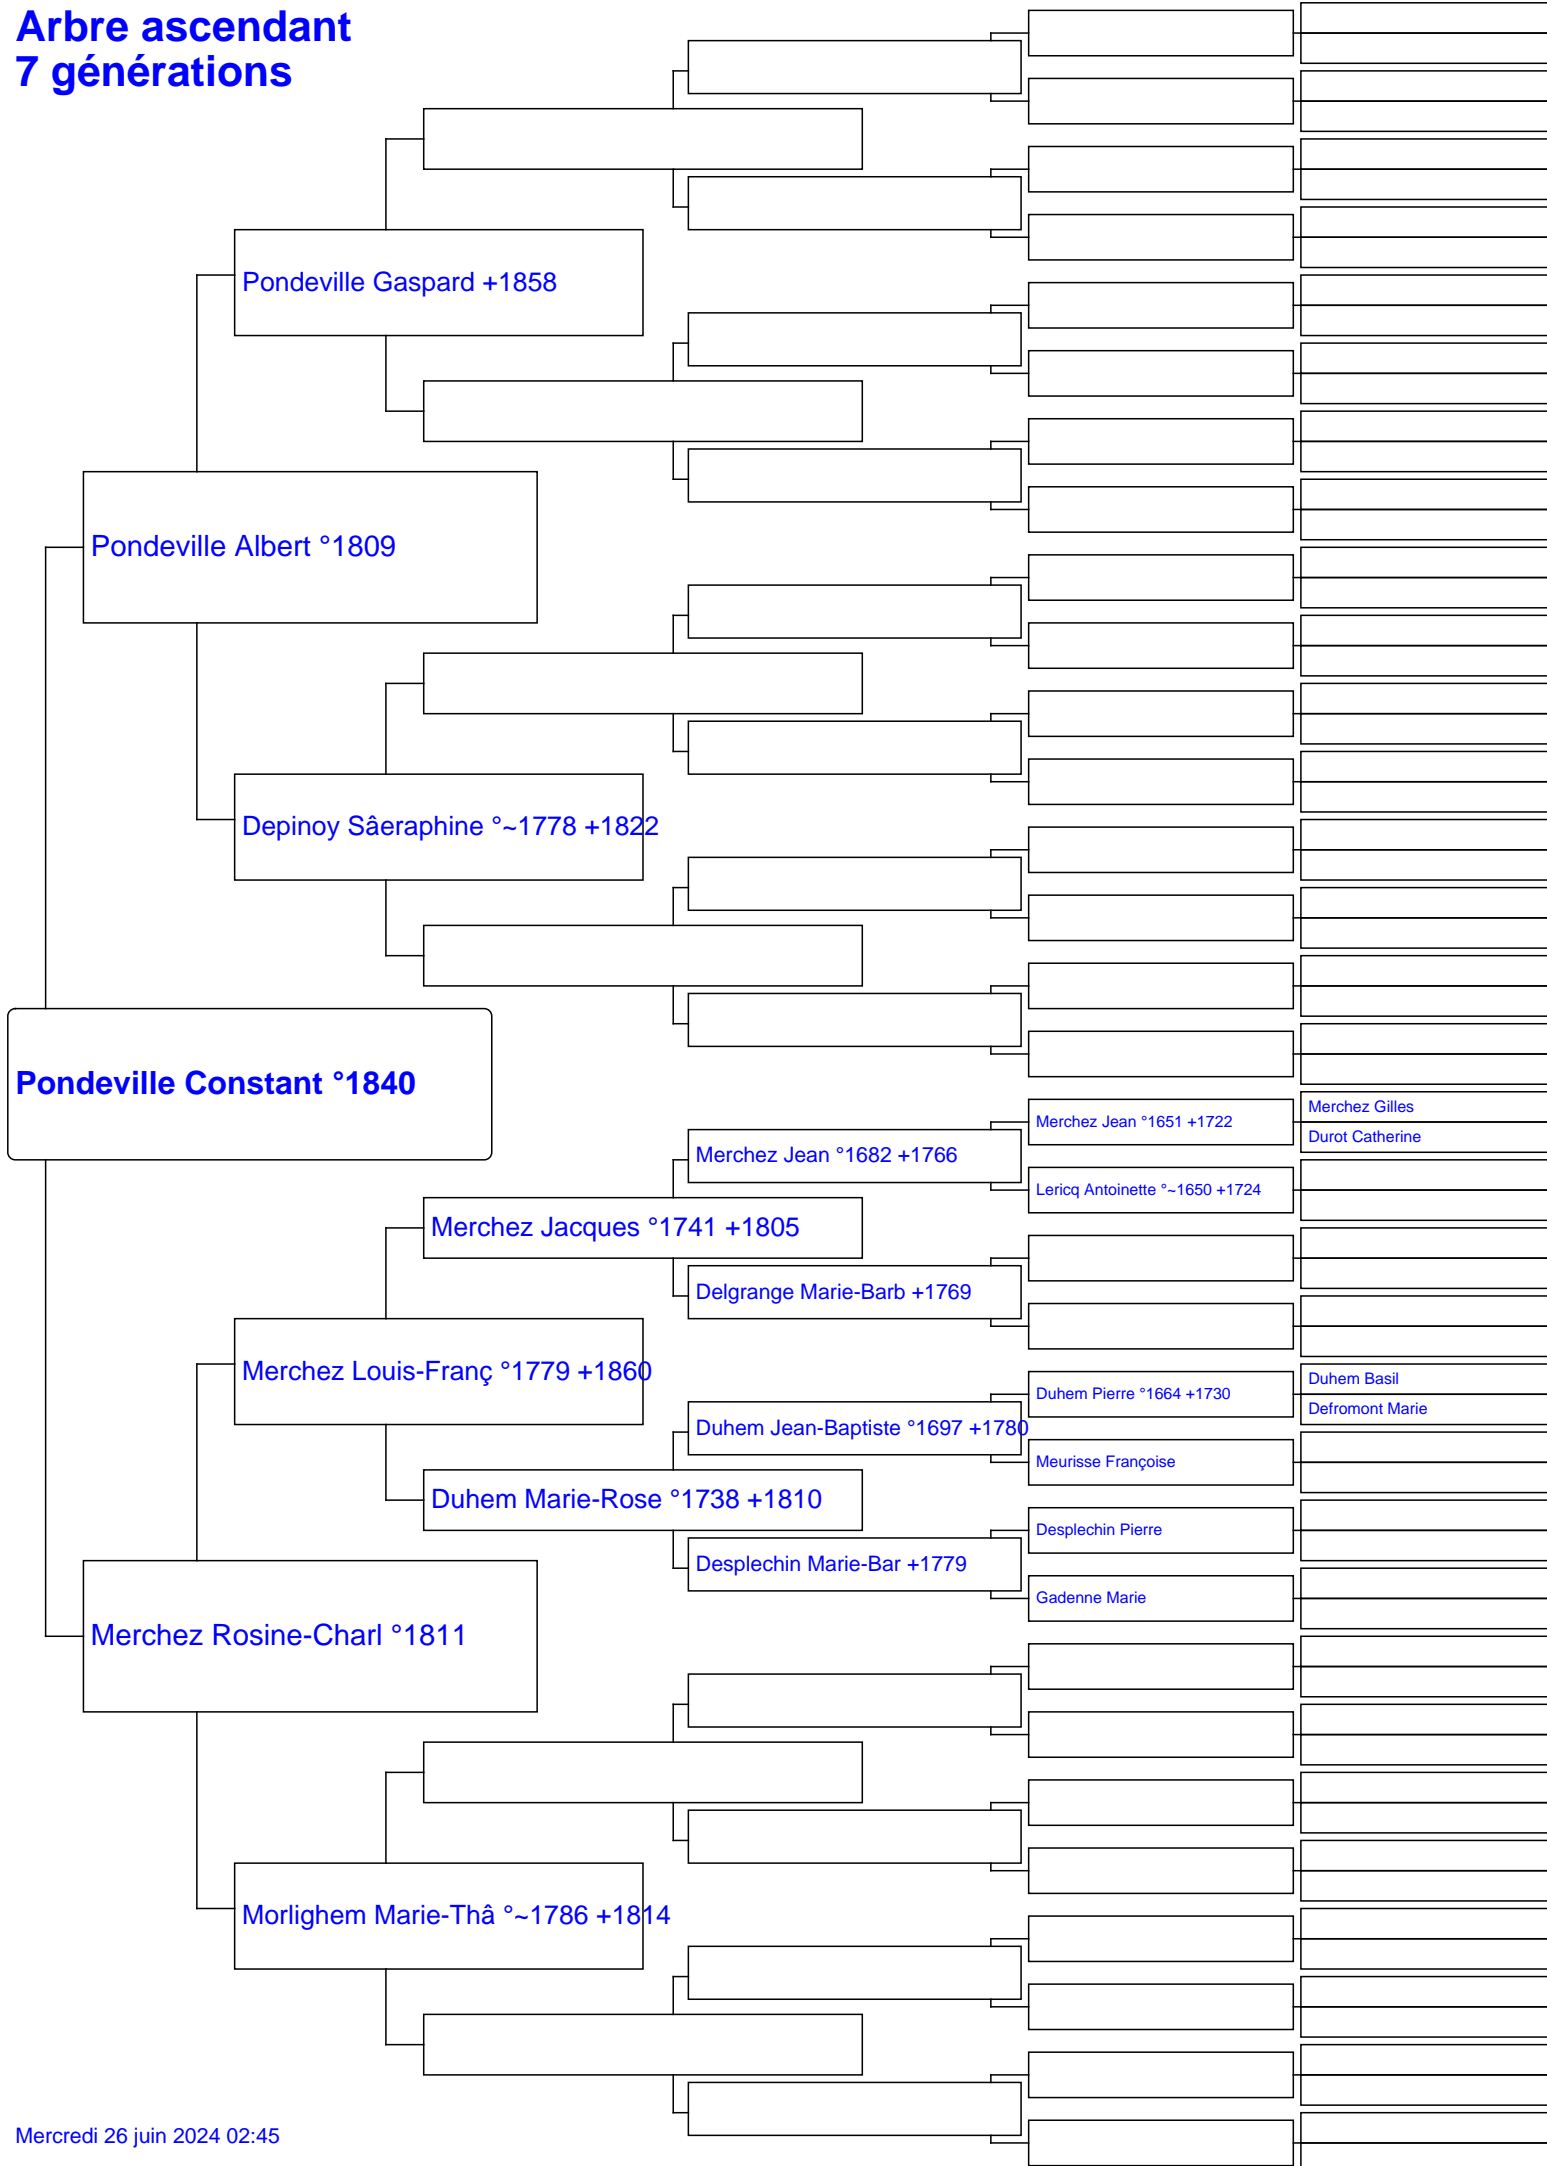 Arbre ascendant
7 générations
Pondeville Gaspard +1858
Pondeville Albert °1809
Depinoy Sâeraphine °~1778 +1822
Pondeville Constant °1840
Merchez Jean °1651 +1722
Merchez Gilles
Durot Catherine
Merchez Jean °1682 +1766
Lericq Antoinette °~1650 +1724
Merchez Jacques °1741 +1805
Delgrange Marie-Barb +1769
Merchez Louis-Franç °1779 +1860
Duhem Pierre °1664 +1730
Duhem Basil
Defromont Marie
Duhem Jean-Baptiste °1697 +1780
Meurisse Françoise
Duhem Marie-Rose °1738 +1810
Desplechin Pierre
Desplechin Marie-Bar +1779
Gadenne Marie
Merchez Rosine-Charl °1811
Morlighem Marie-Thâ °~1786 +1814
Mercredi 26 juin 2024 02:45